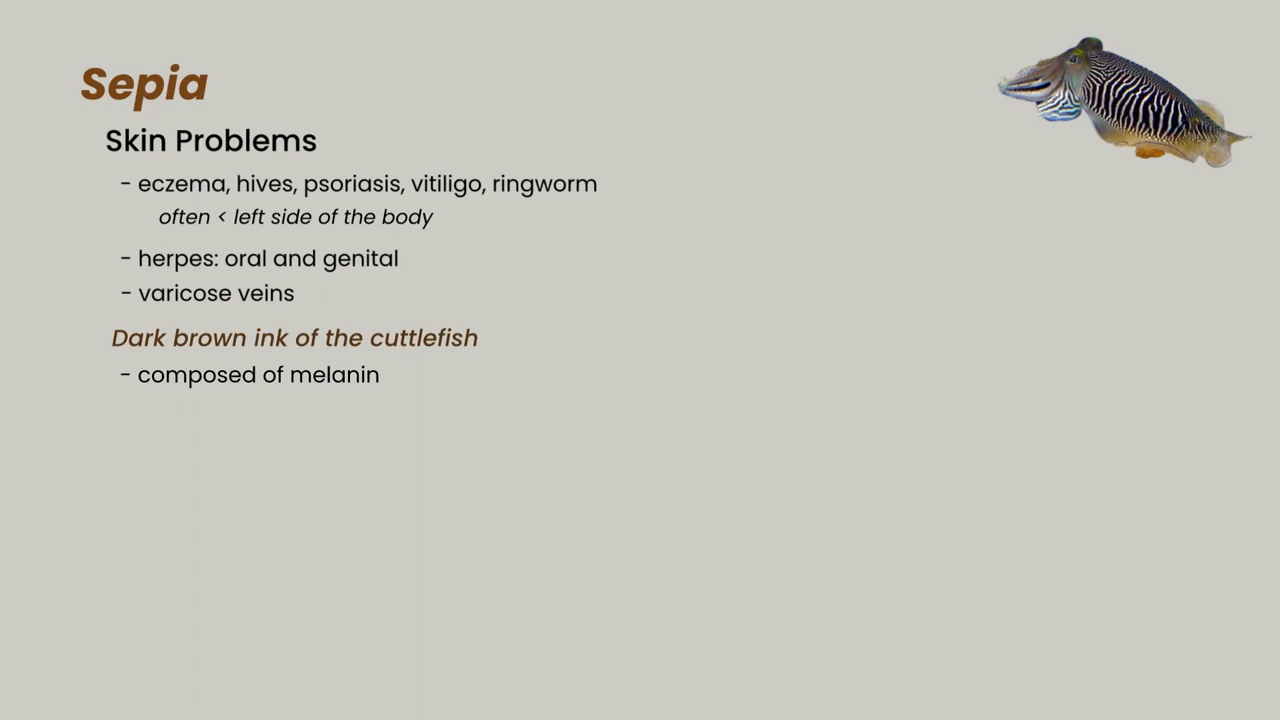 Sepia
Skin Problems
- eczema, hives, psoriasis, vitiligo, ringworm
often < left side of the body
- herpes: oral and genital
- varicose veins
Dark brown ink of the cuttlefish
- composed of melanin